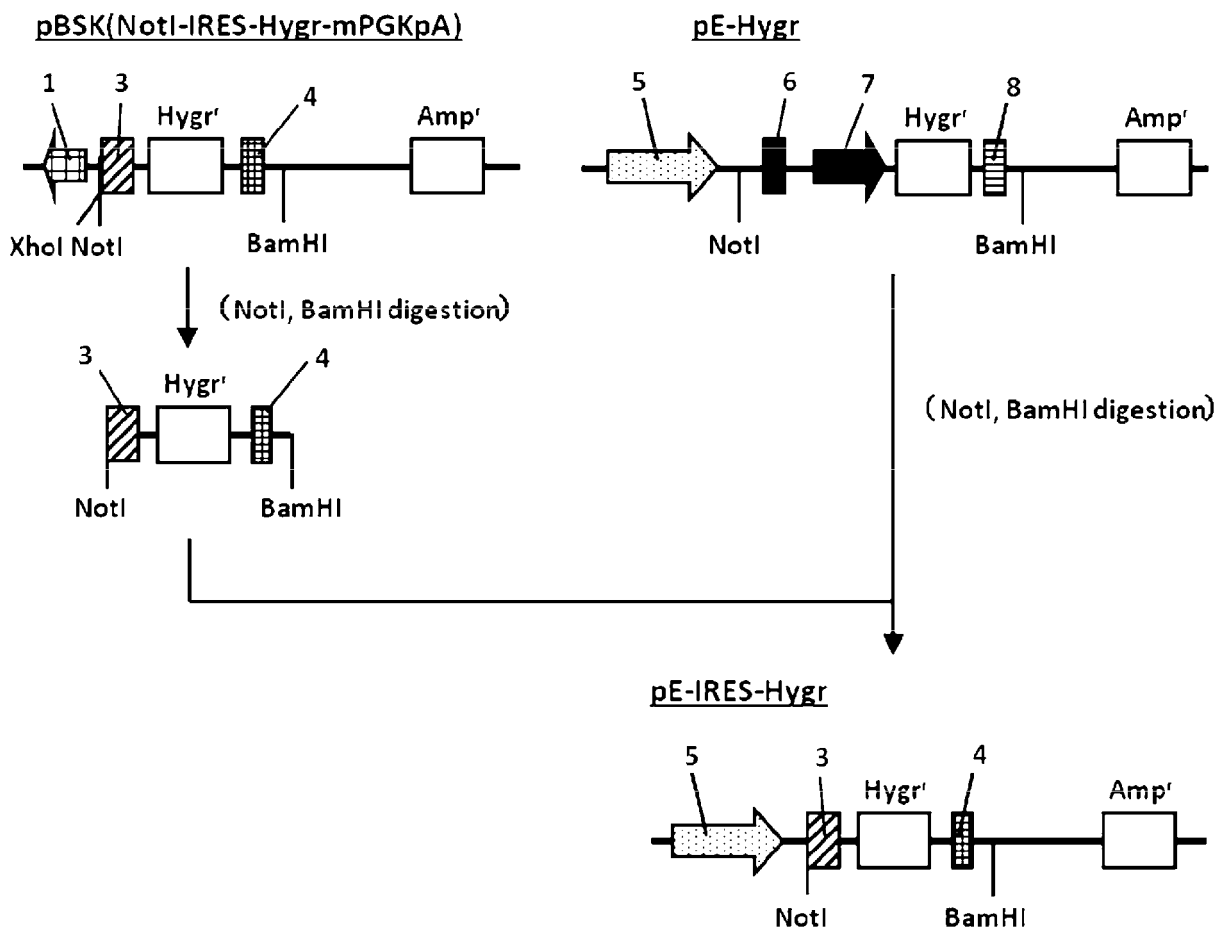 pBSK(NotI-IRES-Hygr-mPGKpA)
pE-Hygr
1 3 Hygrʳ 4 Ampʳ
5 6 7 Hygrʳ 8 Ampʳ
XhoI NotI BamHI
NotI BamHI
(NotI, BamHI digestion)
3 Hygrʳ 4
(NotI, BamHI digestion)
NotI BamHI
pE-IRES-Hygr
5 3 Hygrʳ 4 Ampʳ
NotI BamHI